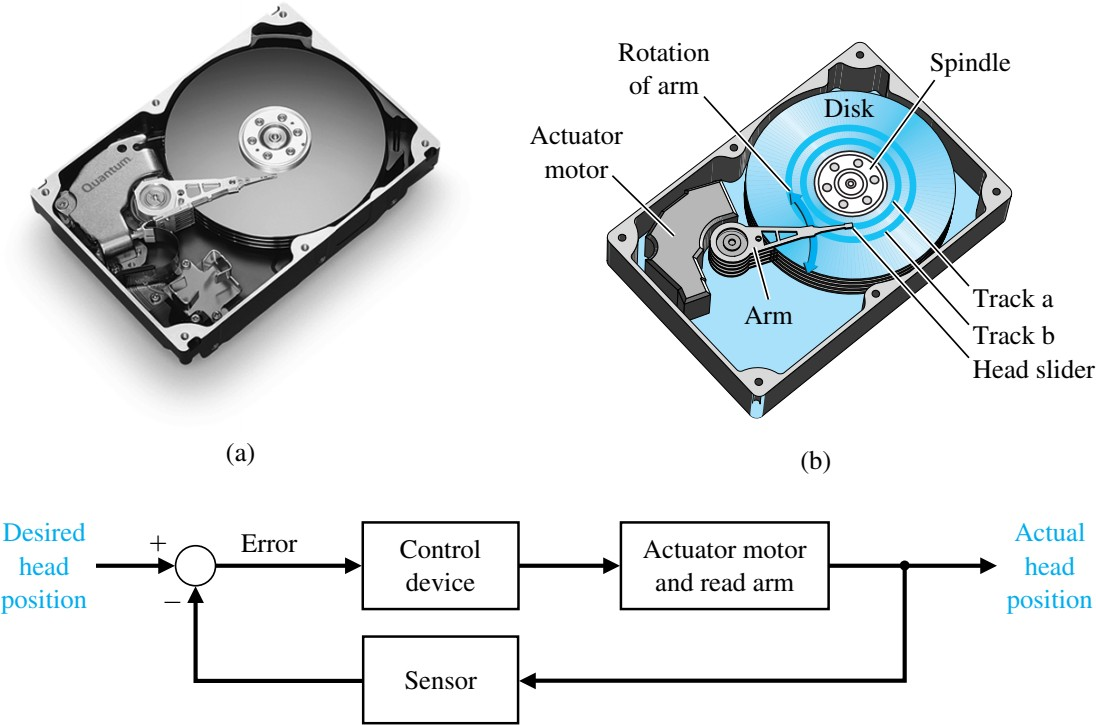 Quantum
(a)
Rotation
of arm
Spindle
Disk
Actuator
motor
Arm
Track a
Track b
Head slider
(b)
Desired
head
position
+
−
Error
Control
device
Actuator motor
and read arm
Actual
head
position
Sensor